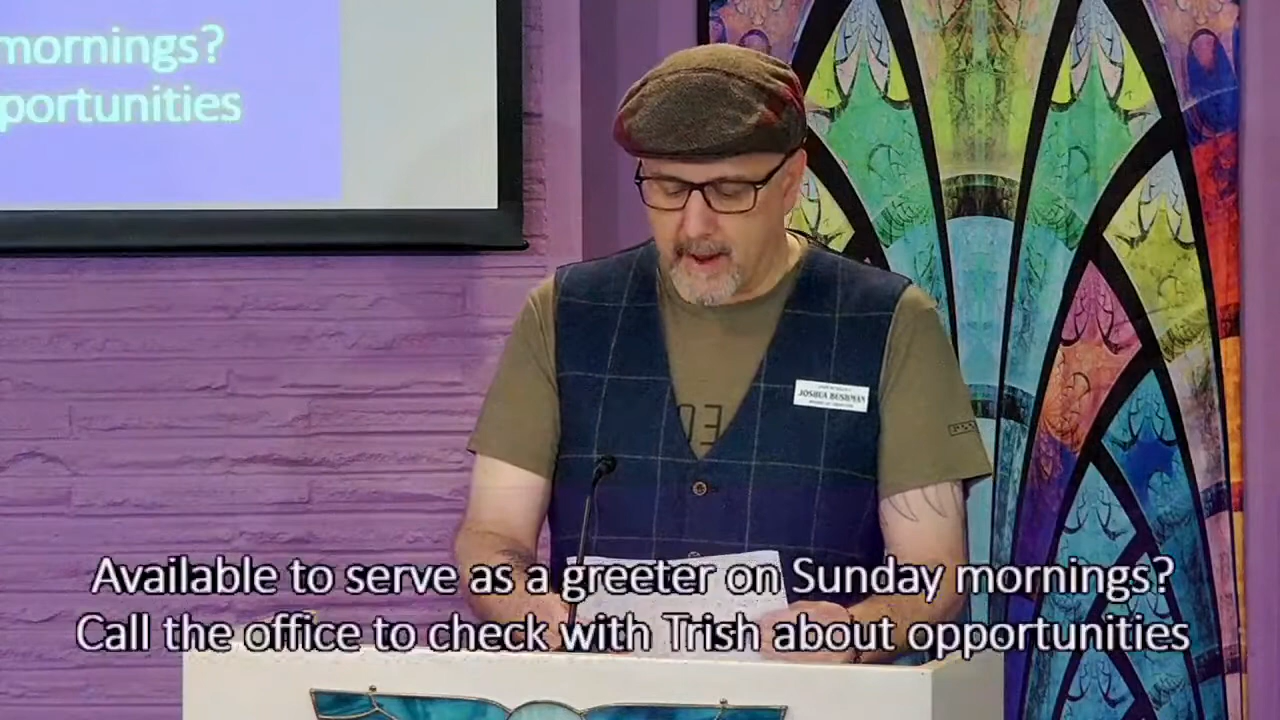 mornings?
portunities
JOSHUA BUSHMAN
Available to serve as a greeter on Sunday mornings?
Call the office to check with Trish about opportunities